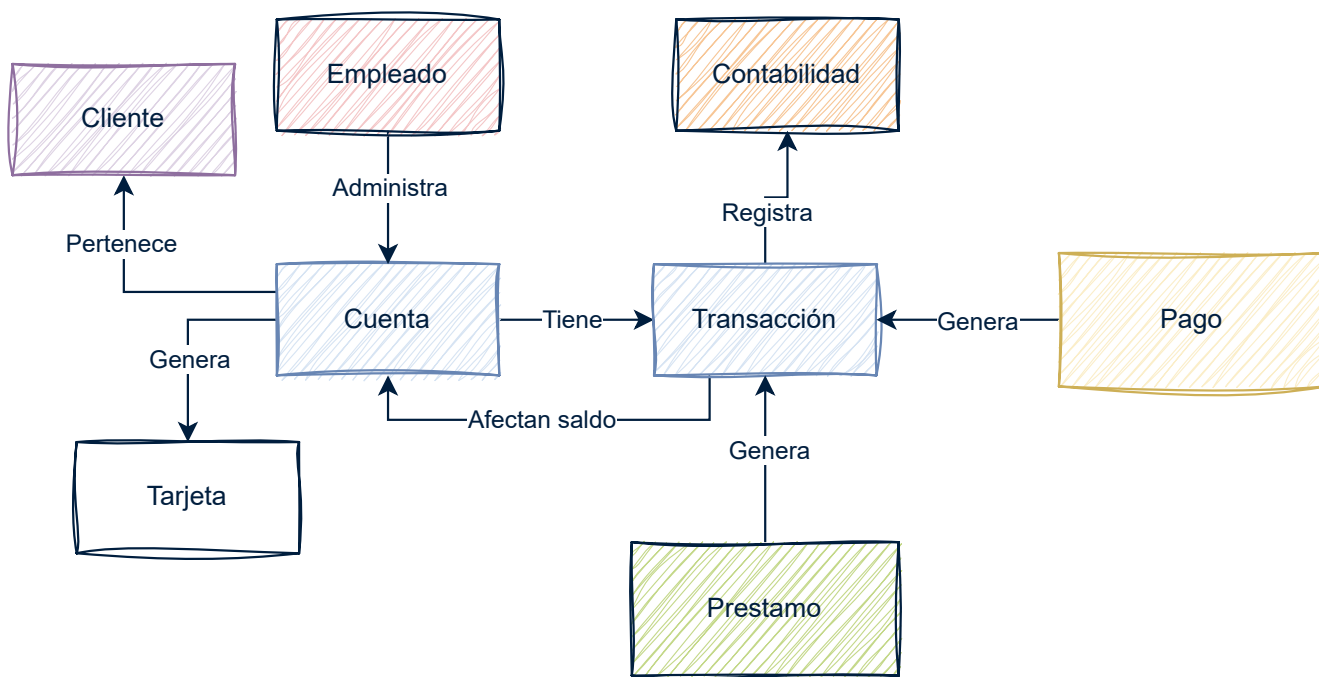 Empleado
Contabilidad
Cliente
Administra
Registra
Pertenece
Cuenta
Tiene
Transacción
Genera
Pago
Genera
Afectan saldo
Genera
Tarjeta
Prestamo